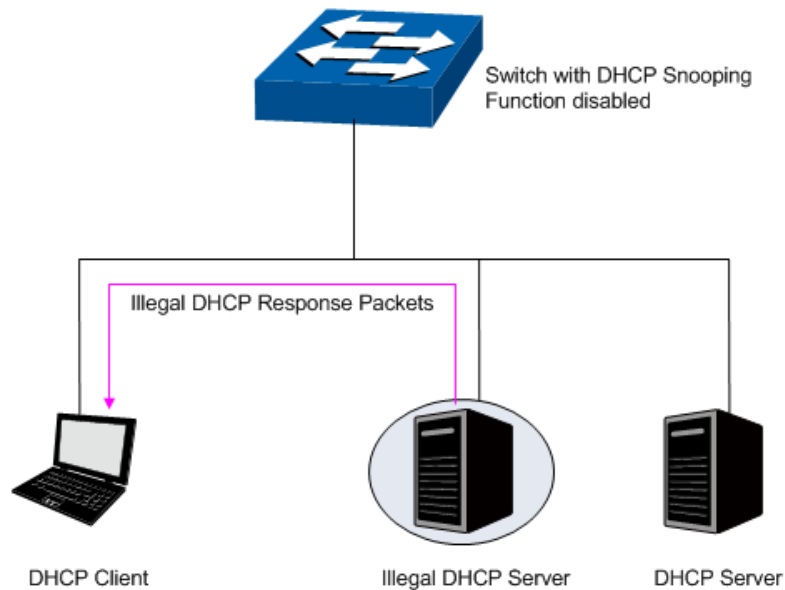 Switch with DHCP Snooping
Function disabled
Illegal DHCP Response Packets
DHCP Client
Illegal DHCP Server
DHCP Server